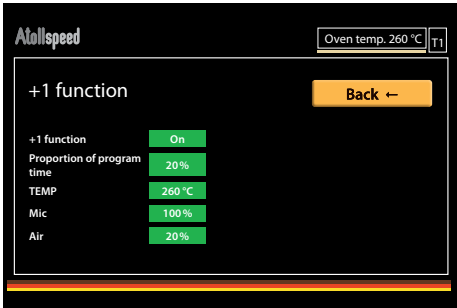 Atollspeed
Oven temp. 260 °C
T1
+1 function
Back ←
+1 function On
Proportion of program
time 20%
TEMP 260 °C
Mic 100%
Air 20%